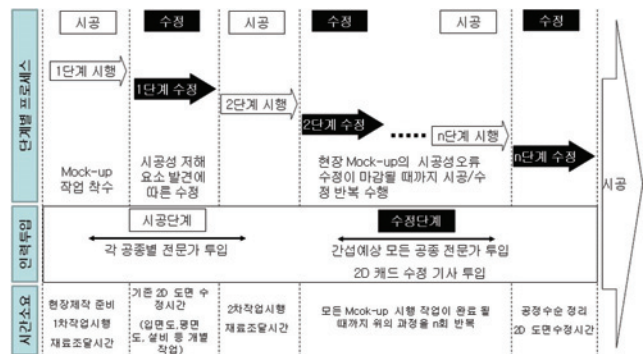 시공
수정
시공
수정
시공
수정
단계별 프로세스
1단계 시행
1단계 수정
2단계 시행
2단계 수정
n단계 시행
n단계 수정
시공
Mock-up
작업 착수
시공성 저해
요소 발견에
따른 수정
현장 Mock-up의 시공성오류
수정이 마감될 때까지 시공/수
정 반복 수행
인력투입
시공단계
각 공종별 전문가 투입
수정단계
간섭예상 모든 공종 전문가 투입
2D 캐드 수정 기사 투입
시간소요
현장제작 준비
1차작업시행
재료조달시간
기존 2D 도면 수
정시간
(입면도,평면
도, 설비 등 개별
작업)
2차작업시행
재료조달시간
모든 Mcok-up 시행 작업이 완료 될
때까지 위의 과정을 n회 반복
공정수순 정리
2D 도면수정시간